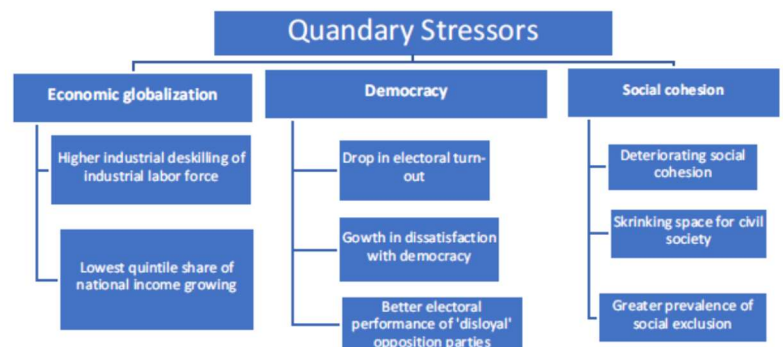 Quandary Stressors
Economic globalization
Higher industrial deskilling of
industrial labor force
Lowest quintile share of
national income growing
Democracy
Drop in electoral turn-
out
Gowth in dissatisfaction
with democracy
Better electoral
performance of 'disloyal'
opposition parties
Social cohesion
Deteriorating social
cohesion
Skrinking space for civil
society
Greater prevalence of
social exclusion